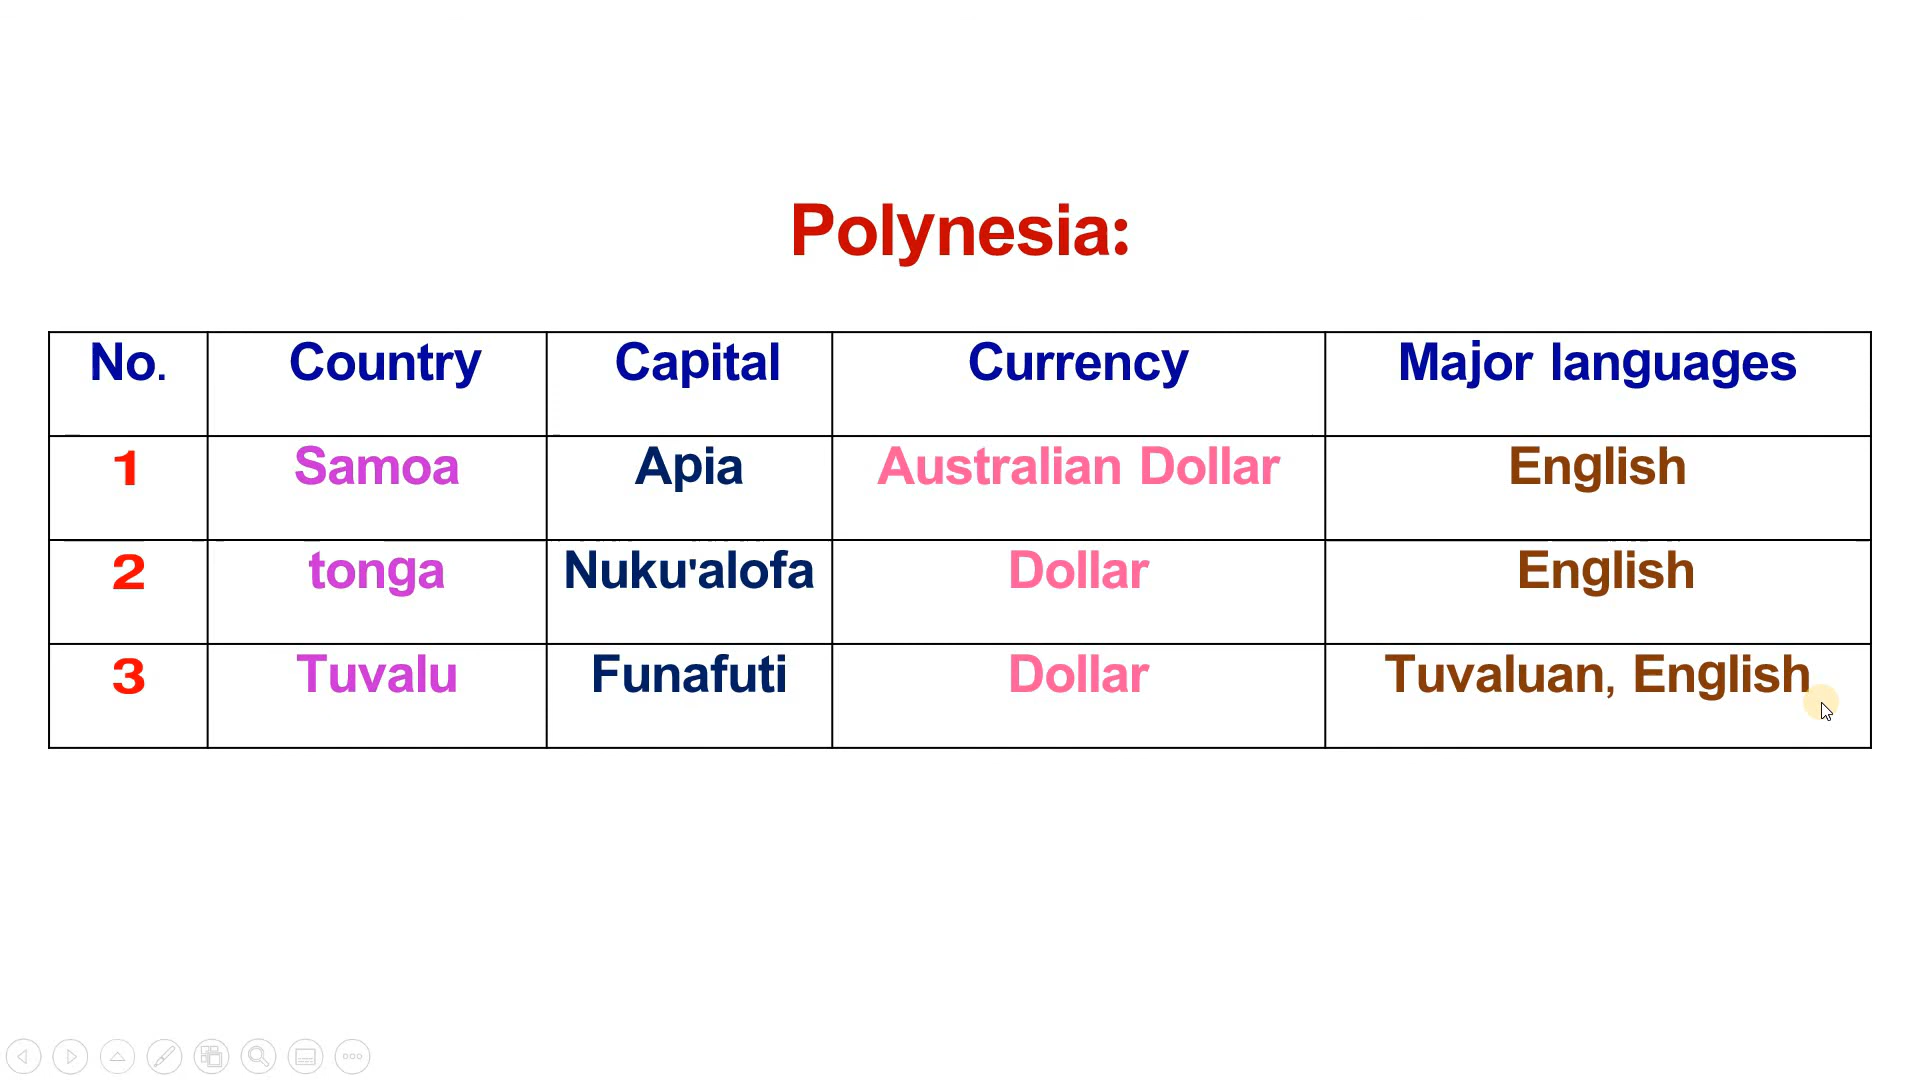 Polynesia:
No. Country Capital Currency Major languages
1 Samoa Apia Australian Dollar English
2 tonga Nuku'alofa Dollar English
3 Tuvalu Funafuti Dollar Tuvaluan, English